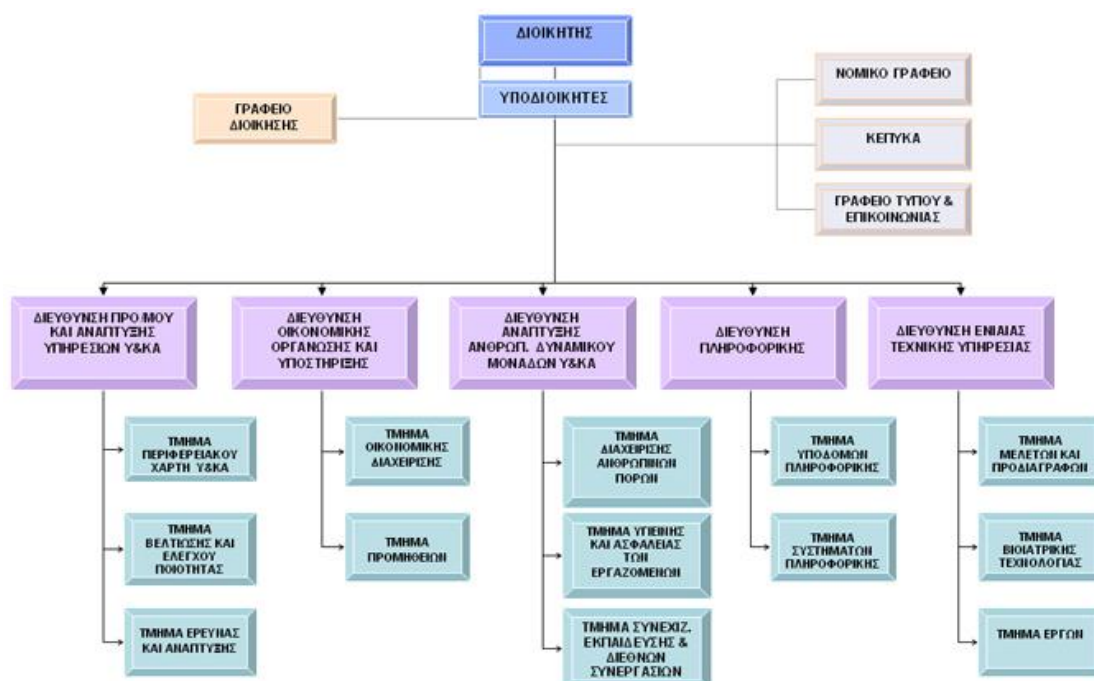 ΔΙΟΙΚΗΤΗΣ
ΥΠΟΔΙΟΙΚΗΤΕΣ
ΓΡΑΦΕΙΟ
ΔΙΟΙΚΗΣΗΣ
ΝΟΜΙΚΟ ΓΡΑΦΕΙΟ
ΚΕΠΥΚΑ
ΓΡΑΦΕΙΟ ΤΥΠΟΥ &
ΕΠΙΚΟΙΝΩΝΙΑΣ
ΔΙΕΥΘΥΝΣΗ ΠΡΟ/ΜΟΥ
ΚΑΙ ΑΝΑΠΤΥΞΗΣ
ΥΠΗΡΕΣΙΩΝ Υ&ΚΑ
ΔΙΕΥΘΥΝΣΗ
ΟΙΚΟΝΟΜΙΚΗΣ
ΟΡΓΑΝΩΣΗΣ ΚΑΙ
ΥΠΟΣΤΗΡΙΞΗΣ
ΔΙΕΥΘΥΝΣΗ
ΑΝΑΠΤΥΞΗΣ
ΑΝΘΡΩΠ. ΔΥΝΑΜΙΚΟΥ
ΜΟΝΑΔΩΝ Υ&ΚΑ
ΔΙΕΥΘΥΝΣΗ
ΠΛΗΡΟΦΟΡΙΚΗΣ
ΔΙΕΥΘΥΝΣΗ ΕΝΙΑΙΑΣ
ΤΕΧΝΙΚΗΣ ΥΠΗΡΕΣΙΑΣ
ΤΜΗΜΑ
ΠΕΡΙΦΕΡΕΙΑΚΟΥ
ΧΑΡΤΗ Υ&ΚΑ
ΤΜΗΜΑ
ΒΕΛΤΙΩΣΗΣ ΚΑΙ
ΕΛΕΓΧΟΥ
ΠΟΙΟΤΗΤΑΣ
ΤΜΗΜΑ ΕΡΕΥΝΑΣ
ΚΑΙ ΑΝΑΠΤΥΞΗΣ
ΤΜΗΜΑ
ΟΙΚΟΝΟΜΙΚΗΣ
ΔΙΑΧΕΙΡΙΣΗΣ
ΤΜΗΜΑ
ΠΡΟΜΗΘΕΙΩΝ
ΤΜΗΜΑ
ΔΙΑΧΕΙΡΙΣΗΣ
ΑΝΘΡΩΠΙΝΩΝ
ΠΟΡΩΝ
ΤΜΗΜΑ ΥΓΙΕΙΝΗΣ
ΚΑΙ ΑΣΦΑΛΕΙΑΣ
ΤΩΝ
ΕΡΓΑΖΟΜΕΝΩΝ
ΤΜΗΜΑ ΣΥΝΕΧΙΖ.
ΕΚΠΑΙΔΕΥΣΗΣ &
ΔΙΕΘΝΩΝ
ΣΥΝΕΡΓΑΣΙΩΝ
ΤΜΗΜΑ
ΥΠΟΔΟΜΩΝ
ΠΛΗΡΟΦΟΡΙΚΗΣ
ΤΜΗΜΑ
ΣΥΣΤΗΜΑΤΩΝ
ΠΛΗΡΟΦΟΡΙΚΗΣ
ΤΜΗΜΑ
ΜΕΛΕΤΩΝ ΚΑΙ
ΠΡΟΔΙΑΓΡΑΦΩΝ
ΤΜΗΜΑ
ΒΙΟΙΑΤΡΙΚΗΣ
ΤΕΧΝΟΛΟΓΙΑΣ
ΤΜΗΜΑ ΕΡΓΩΝ